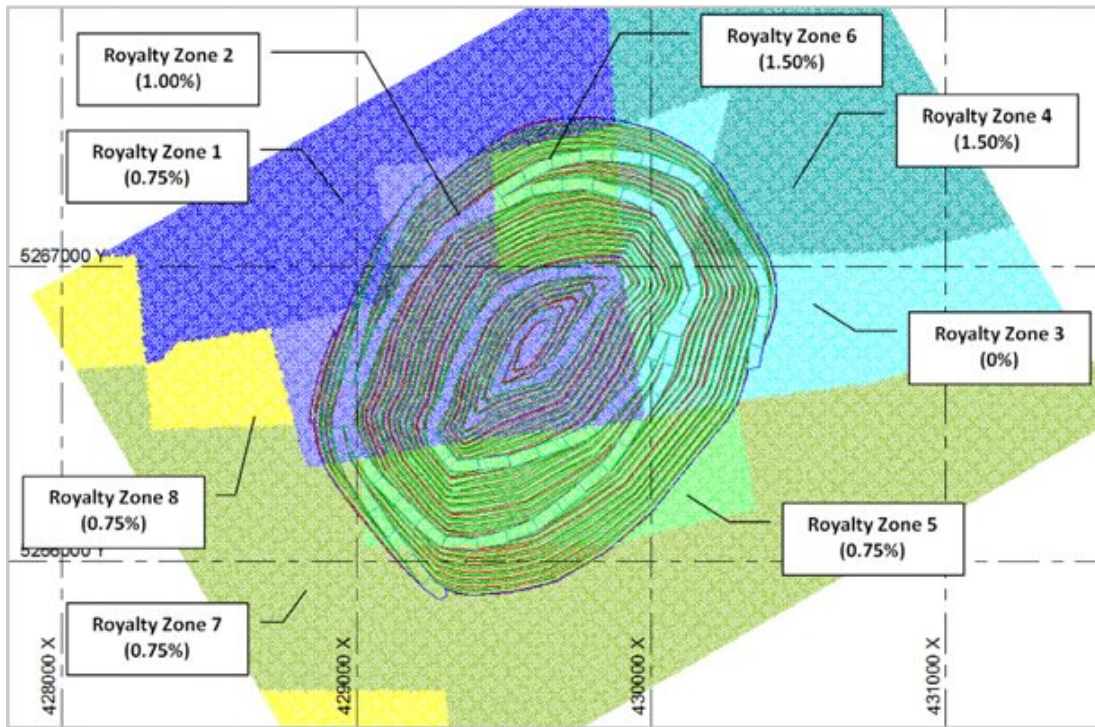 Royalty Zone 2
(1.00%)
Royalty Zone 6
(1.50%)
Royalty Zone 1
(0.75%)
Royalty Zone 4
(1.50%)
5267000 Y
Royalty Zone 3
(0%)
Royalty Zone 8
(0.75%)
Royalty Zone 5
(0.75%)
5266000 Y
Royalty Zone 7
(0.75%)
428000 X
429000 X
430000 X
431000 X